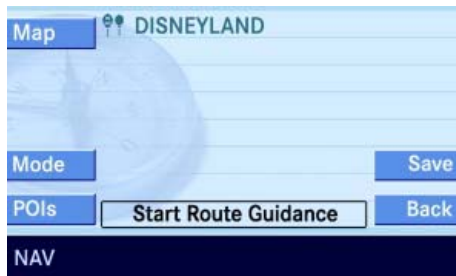 Map
DISNEYLAND
Mode
Save
POIs
Start Route Guidance
Back
NAV